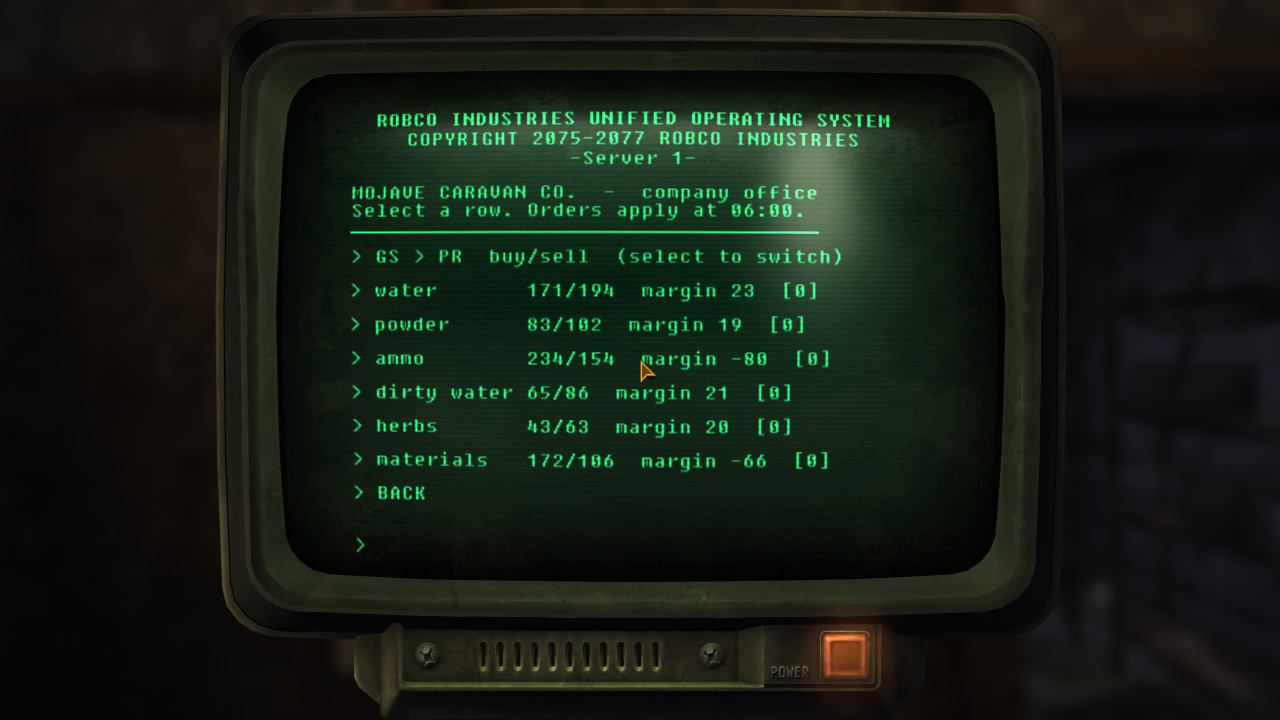 ROBCO INDUSTRIES UNIFIED OPERATING SYSTEM
COPYRIGHT 2075-2077 ROBCO INDUSTRIES
-Server 1-
MOJAVE CARAVAN CO.  -  company office
Select a row. Orders apply at 06:00.
> GS > PR  buy/sell  (select to switch)
> water  171/194  margin 23  [0]
> powder  83/102  margin 19  [0]
> ammo  234/154  margin -80  [0]
> dirty water 65/86  margin 21  [0]
> herbs  43/63  margin 20  [0]
> materials  172/106  margin -66  [0]
> BACK
>
POWER